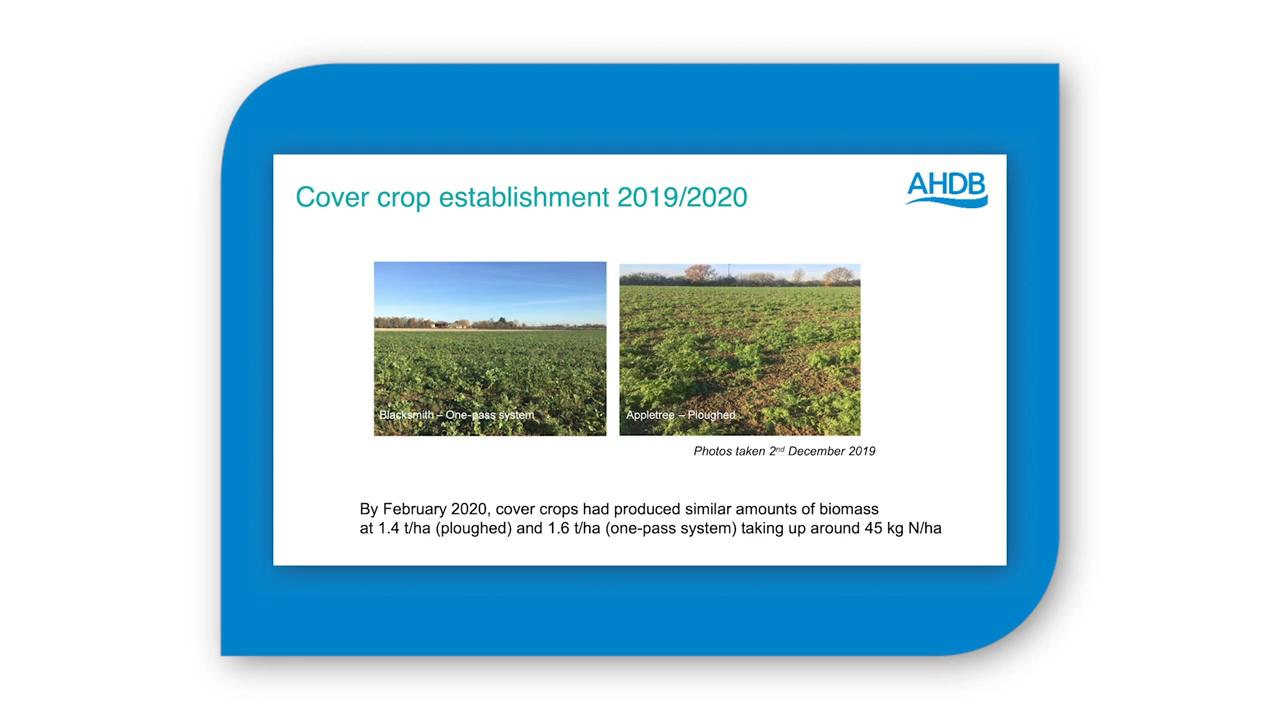 Cover crop establishment 2019/2020
AHDB
Blacksmith – One-pass system
Appletree – Ploughed
Photos taken 2nd December 2019
By February 2020, cover crops had produced similar amounts of biomass
at 1.4 t/ha (ploughed) and 1.6 t/ha (one-pass system) taking up around 45 kg N/ha